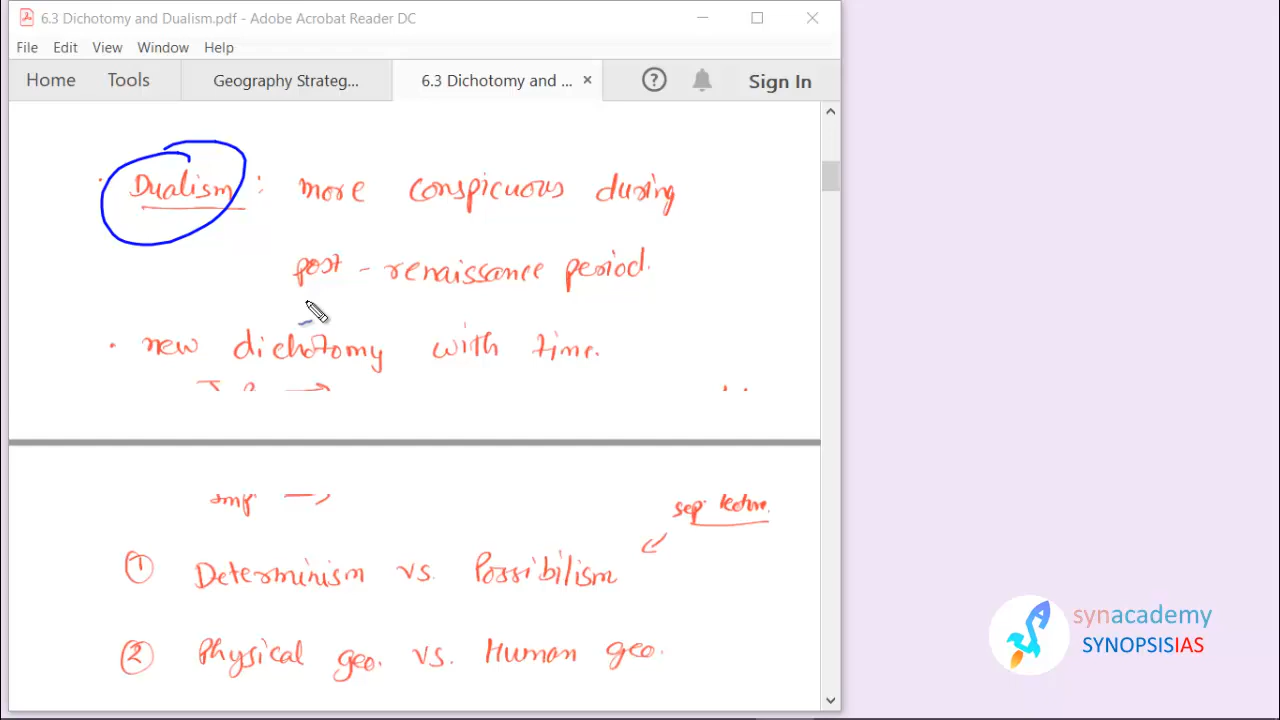 6.3 Dichotomy and Dualism.pdf - Adobe Acrobat Reader DC
File Edit View Window Help
Home Tools Geography Strateg... 6.3 Dichotomy and ... × ? Sign In
· Dualism : more conspicuous during
post - renaissance period.
· new dichotomy with time.
imp. →
sep. lecture.
① Determinism vs. Possibilism
② Physical geo. vs. Human geo.
synacademy
SYNOPSISIAS